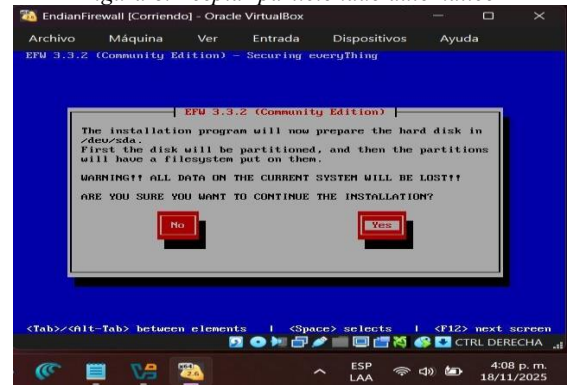 EndianFirewall [Corriendo] - Oracle VirtualBox
Archivo Máquina Ver Entrada Dispositivos Ayuda
EFW 3.3.2 (Community Edition) - Securing everyThing
EFW 3.3.2 (Community Edition)
The installation program will now prepare the hard disk in
/dev/sda.
First the disk will be partitioned, and then the partitions
will have a filesystem put on them.
WARNING!! ALL DATA ON THE CURRENT SYSTEM WILL BE LOST!!
ARE YOU SURE YOU WANT TO CONTINUE THE INSTALLATION?
No Yes
<Tab>/<Alt-Tab> between elements | <Space> selects | <F12> next screen
CTRL DERECHA
ESP
LAA
4:08 p. m.
18/11/2025